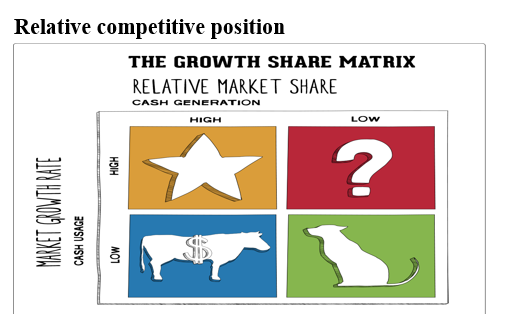 Relative competitive position
THE GROWTH SHARE MATRIX
RELATIVE MARKET SHARE
CASH GENERATION
HIGH LOW
MARKET GROWTH RATE
CASH USAGE
HIGH
?
LOW
$